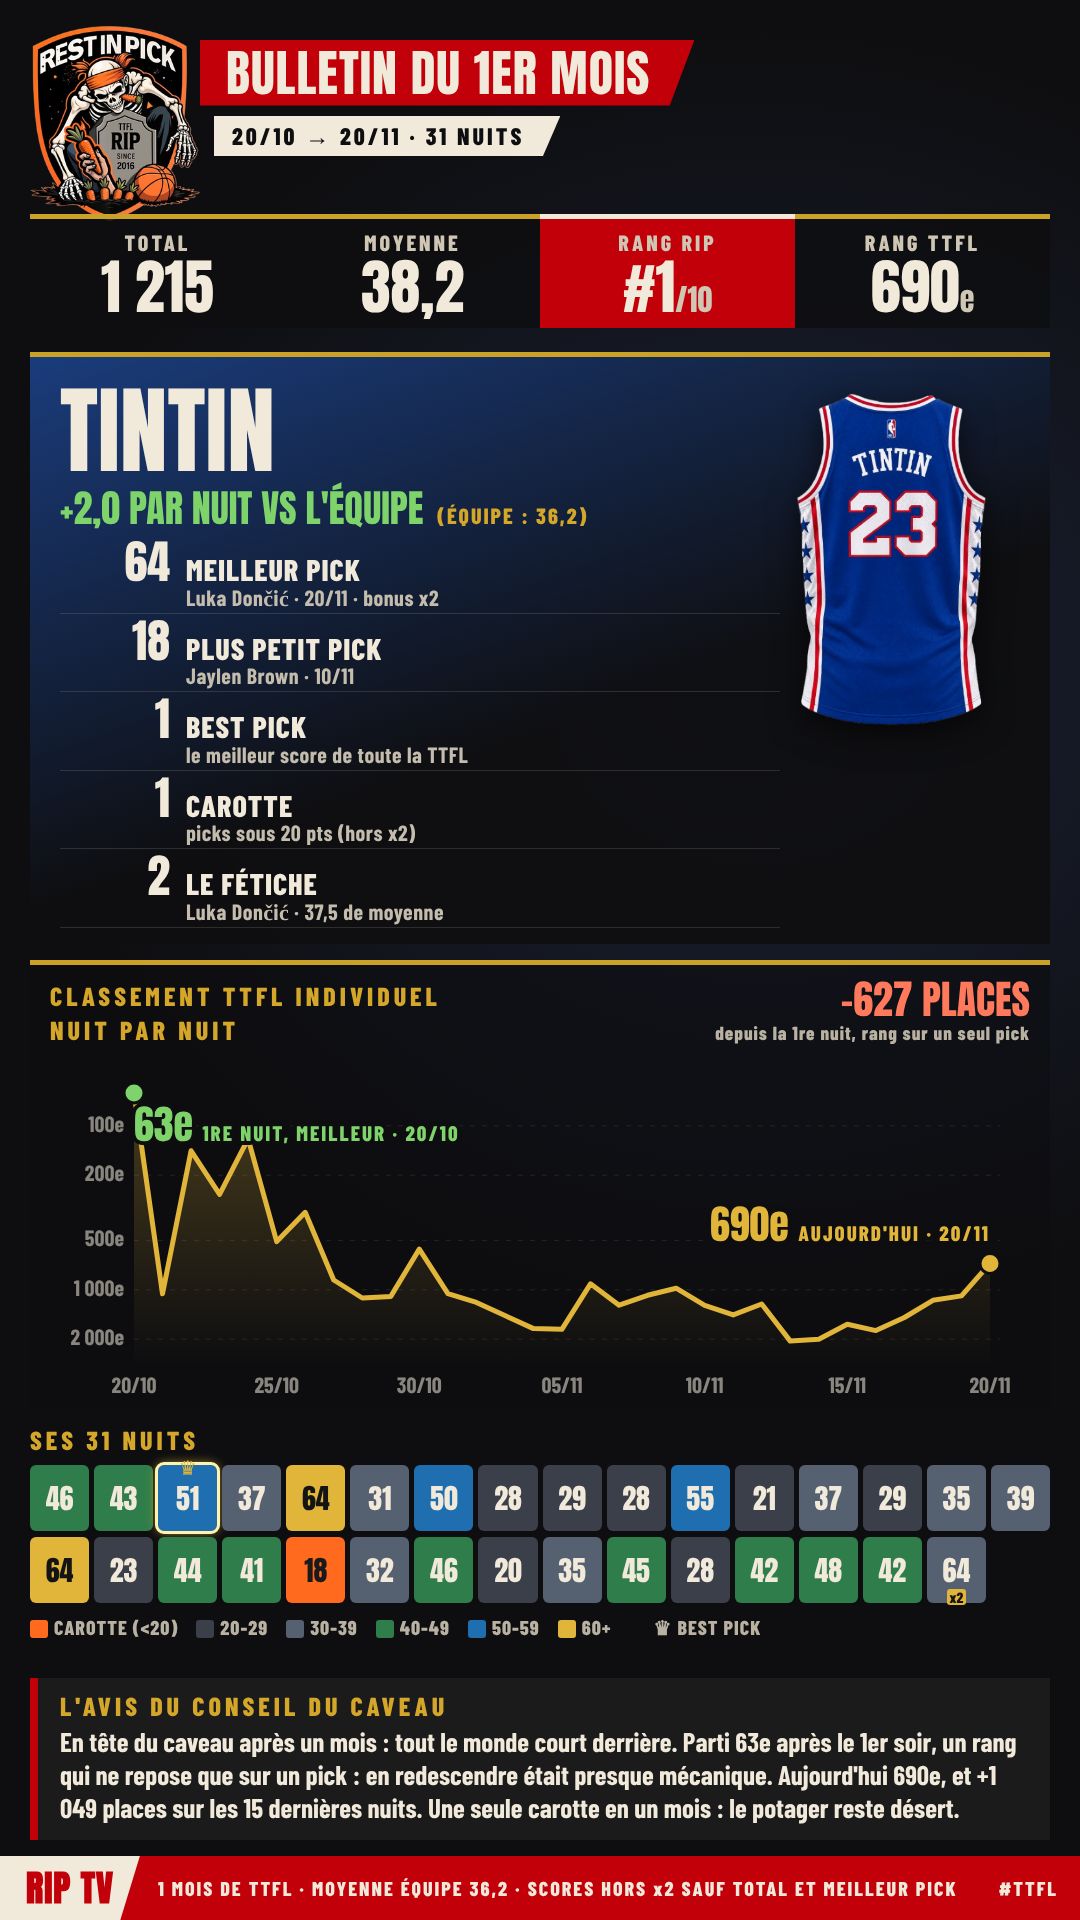 REST IN PICK
TTFL
RIP
SINCE
2016
BULLETIN DU 1ER MOIS
20/10 → 20/11 · 31 NUITS
TOTAL
1 215
MOYENNE
38,2
RANG RIP
#1/10
RANG TTFL
690e
TINTIN
+2,0 PAR NUIT VS L'ÉQUIPE (ÉQUIPE : 36,2)
64 MEILLEUR PICK
Luka Dončić · 20/11 · bonus x2
18 PLUS PETIT PICK
Jaylen Brown · 10/11
1 BEST PICK
le meilleur score de toute la TTFL
1 CAROTTE
picks sous 20 pts (hors x2)
2 LE FÉTICHE
Luka Dončić · 37,5 de moyenne
TINTIN
23
CLASSEMENT TTFL INDIVIDUEL
NUIT PAR NUIT
-627 PLACES
depuis la 1re nuit, rang sur un seul pick
63e 1RE NUIT, MEILLEUR · 20/10
690e AUJOURD'HUI · 20/11
100e
200e
500e
1 000e
2 000e
20/10 25/10 30/10 05/11 10/11 15/11 20/11
SES 31 NUITS
46 43 51 37 64 31 50 28 29 28 55 21 37 29 35 39
64 23 44 41 18 32 46 20 35 45 28 42 48 42 64
x2
CAROTTE (<20) 20-29 30-39 40-49 50-59 60+ ♛ BEST PICK
L'AVIS DU CONSEIL DU CAVEAU
En tête du caveau après un mois : tout le monde court derrière. Parti 63e après le 1er soir, un rang
qui ne repose que sur un pick : en redescendre était presque mécanique. Aujourd'hui 690e, et +1
049 places sur les 15 dernières nuits. Une seule carotte en un mois : le potager reste désert.
RIP TV
1 MOIS DE TTFL · MOYENNE ÉQUIPE 36,2 · SCORES HORS x2 SAUF TOTAL ET MEILLEUR PICK
#TTFL